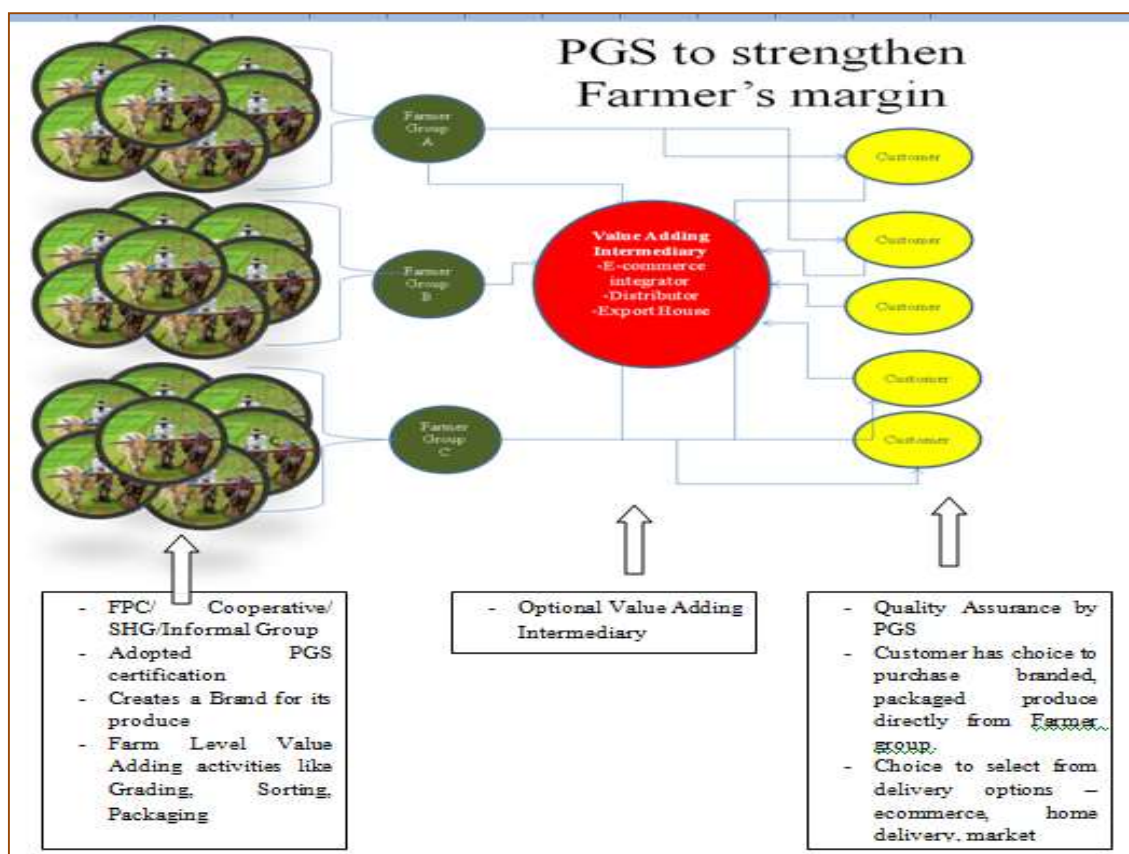 PGS to strengthen
Farmer's margin
Farmer
Group
A
Farmer
Group
B
Farmer
Group
C
Value Adding
Intermediary
-E-commerce
integrator
-Distributor
-Export House
Customer
Customer
Customer
Customer
Customer
- FPC/ Cooperative/
SHG/Informal Group
- Adopted PGS
certification
- Creates a Brand for its
produce
- Farm Level Value
Adding activities like
Grading, Sorting,
Packaging
- Optional Value Adding
Intermediary
- Quality Assurance by
PGS
- Customer has choice to
purchase branded,
packaged produce
directly from Farmer
group.
- Choice to select from
delivery options –
ecommerce, home
delivery, market